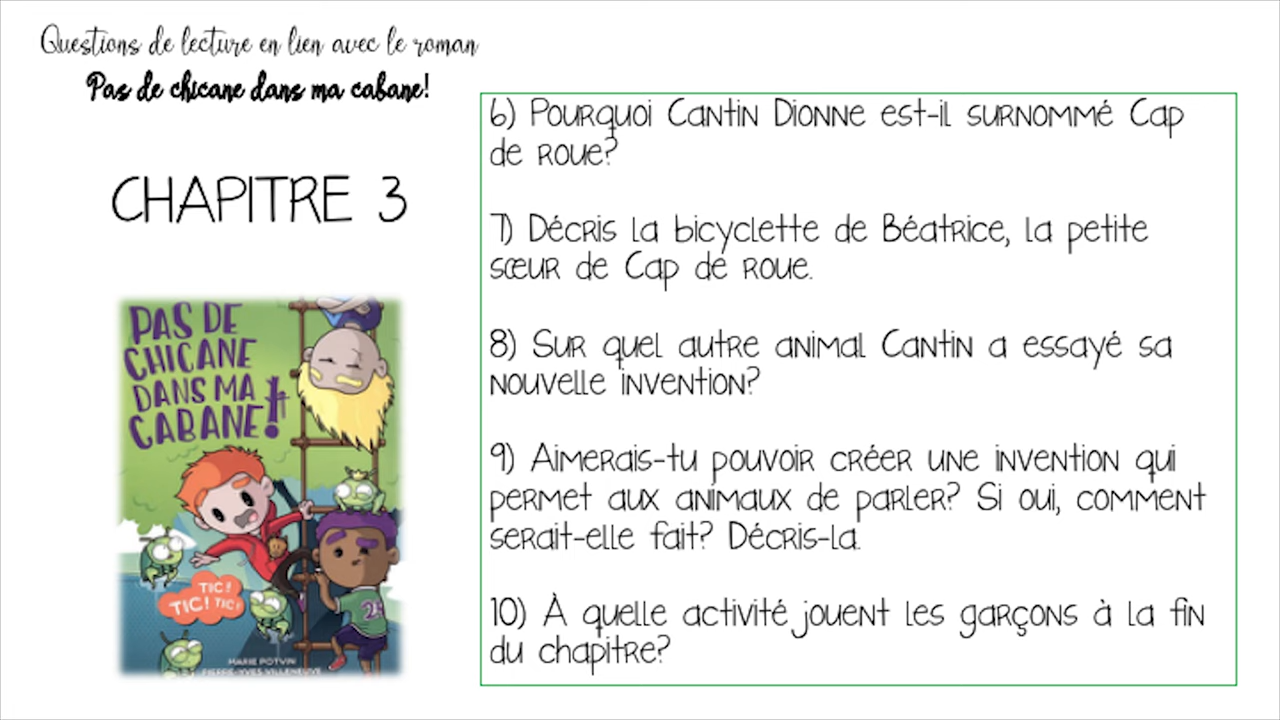 Questions de lecture en lien avec le roman
Pas de chicane dans ma cabane!
CHAPITRE 3
PAS DE
CHICANE
DANS MA
CABANE!
TIC!
TIC! TIC!
MARIE POTVIN
PIERRE-YVES VILLENEUVE
6) Pourquoi Cantin Dionne est-il surnommé Cap
de roue?
7) Décris la bicyclette de Béatrice, la petite
sœur de Cap de roue.
8) Sur quel autre animal Cantin a essayé sa
nouvelle invention?
9) Aimerais-tu pouvoir créer une invention qui
permet aux animaux de parler? Si oui, comment
serait-elle fait? Décris-la.
10) À quelle activité jouent les garçons à la fin
du chapitre?